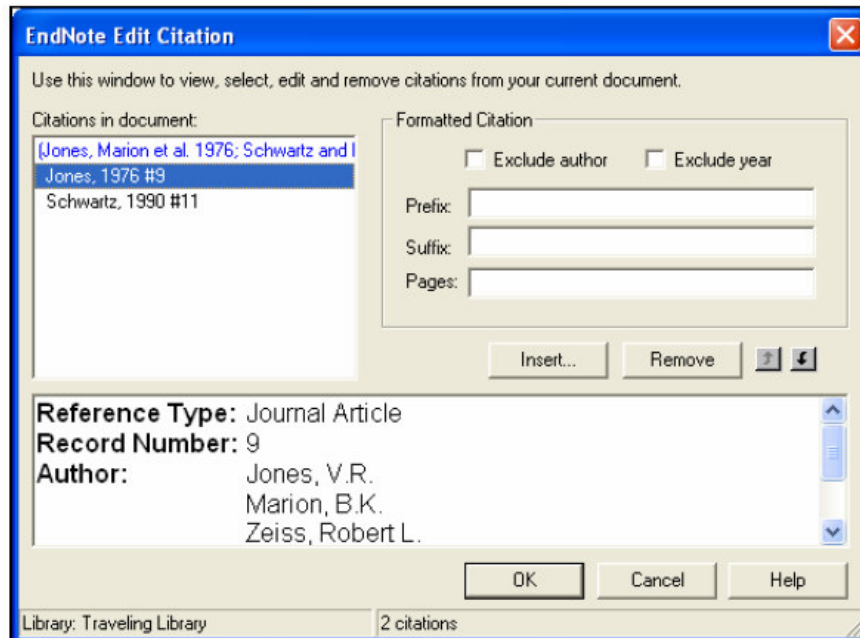 EndNote Edit Citation
Use this window to view, select, edit and remove citations from your current document.
Citations in document:
(Jones, Marion et al. 1976; Schwartz and
Jones, 1976 #9
Schwartz, 1990 #11
Formatted Citation
Exclude author Exclude year
Prefix:
Suffix:
Pages:
Insert... Remove
Reference Type: Journal Article
Record Number: 9
Author: Jones, V.R.
Marion, B.K.
Zeiss, Robert L.
OK Cancel Help
Library: Traveling Library 2 citations